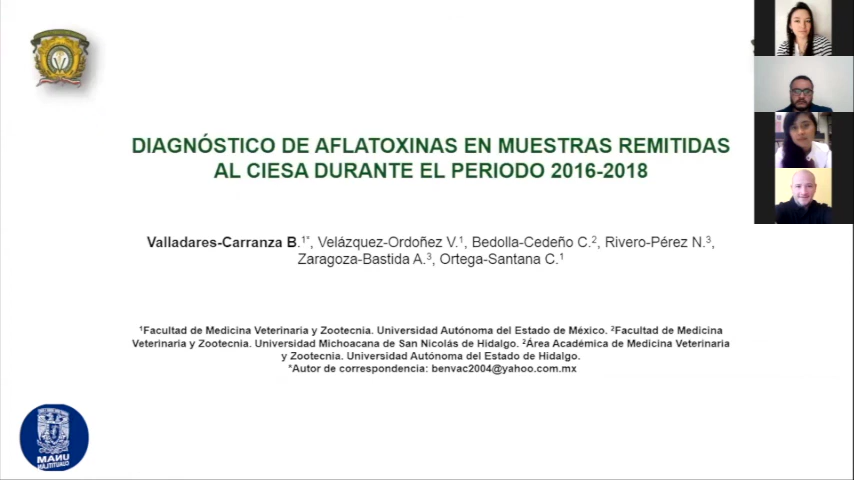 DIAGNÓSTICO DE AFLATOXINAS EN MUESTRAS REMITIDAS
AL CIESA DURANTE EL PERIODO 2016-2018
Valladares-Carranza B.¹*, Velázquez-Ordoñez V.¹, Bedolla-Cedeño C.², Rivero-Pérez N.³,
Zaragoza-Bastida A.³, Ortega-Santana C.¹
¹Facultad de Medicina Veterinaria y Zootecnia. Universidad Autónoma del Estado de México. ²Facultad de Medicina
Veterinaria y Zootecnia. Universidad Michoacana de San Nicolás de Hidalgo. ²Área Académica de Medicina Veterinaria
y Zootecnia. Universidad Autónoma del Estado de Hidalgo.
*Autor de correspondencia: benvac2004@yahoo.com.mx
UNAM
CUAUTITLÁN